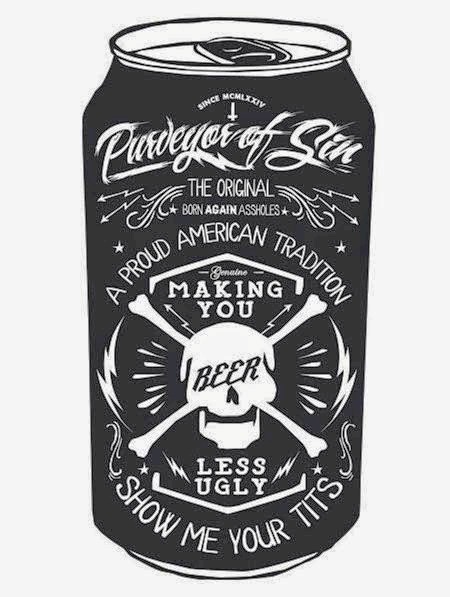 SINCE MCMLXXIV
Purveyor of Sin
THE ORIGINAL
BORN AGAIN ASSHOLES
A PROUD AMERICAN TRADITION
Genuine
MAKING
YOU
BEER
LESS
UGLY
SHOW ME YOUR TITS